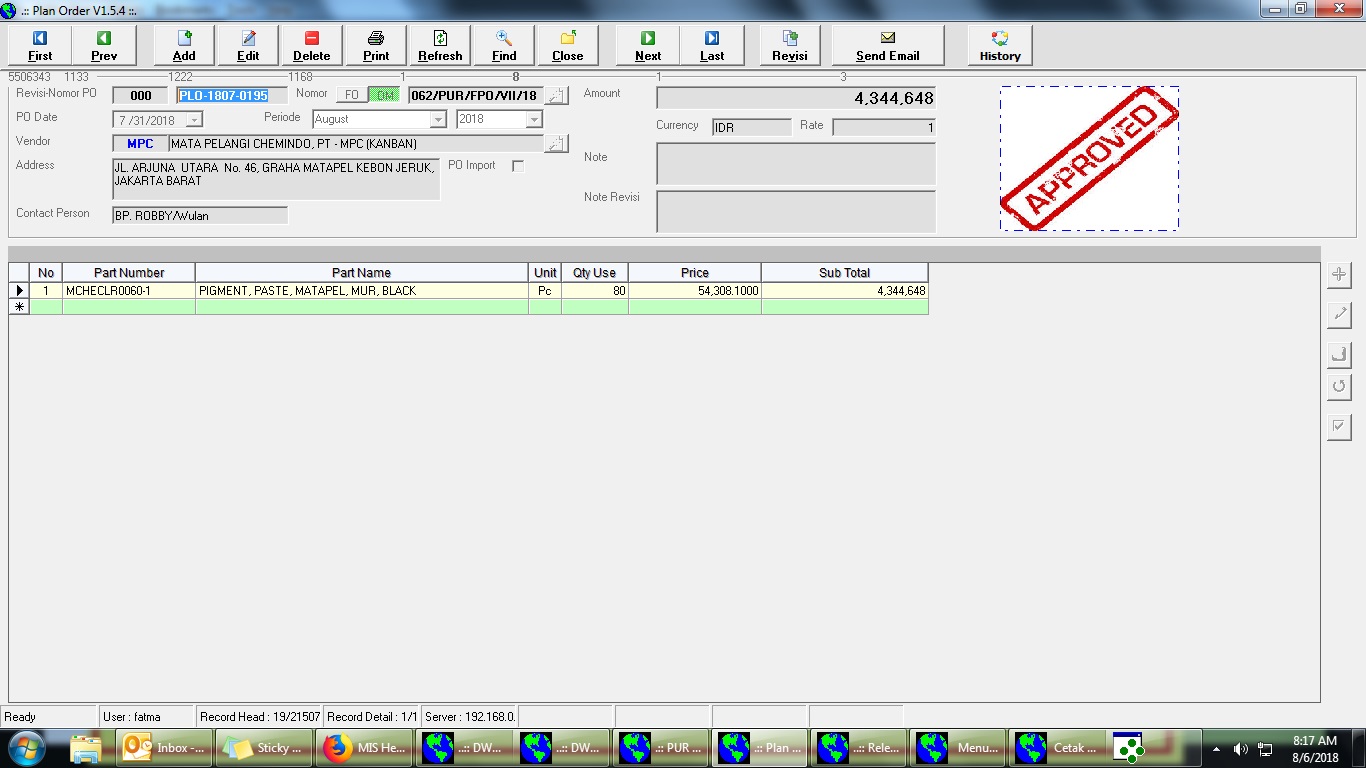 .:: Plan Order V1.5.4 ::.
First Prev Add Edit Delete Print Refresh Find Close Next Last Revisi Send Email History
5506343 1133 1222 1168 1 8 1 3
Revisi-Nomor PO 000 PLO-1807-0195 Nomor FO DM 062/PUR/FPO/VII/18 Amount 4,344,648
PO Date 7 /31/2018 Periode August 2018 Currency IDR Rate 1
Vendor MPC MATA PELANGI CHEMINDO, PT - MPC (KANBAN)
Note
Address JL. ARJUNA UTARA No. 46, GRAHA MATAPEL KEBON JERUK, PO Import
JAKARTA BARAT
Note Revisi
Contact Person BP. ROBBY/Wulan
APPROVED
No Part Number Part Name Unit Qty Use Price Sub Total
1 MCHECLR0060-1 PIGMENT, PASTE, MATAPEL, MUR, BLACK Pc 80 54,308.1000 4,344,648
Ready User : fatma Record Head : 19/21507 Record Detail : 1/1 Server : 192.168.0.
Inbox -... Sticky ... MIS He... ..:: DW... ..:: DW... ..:: PUR ... .:: Plan ... ..:: Rele... Menu... Cetak ...
8:17 AM
8/6/2018